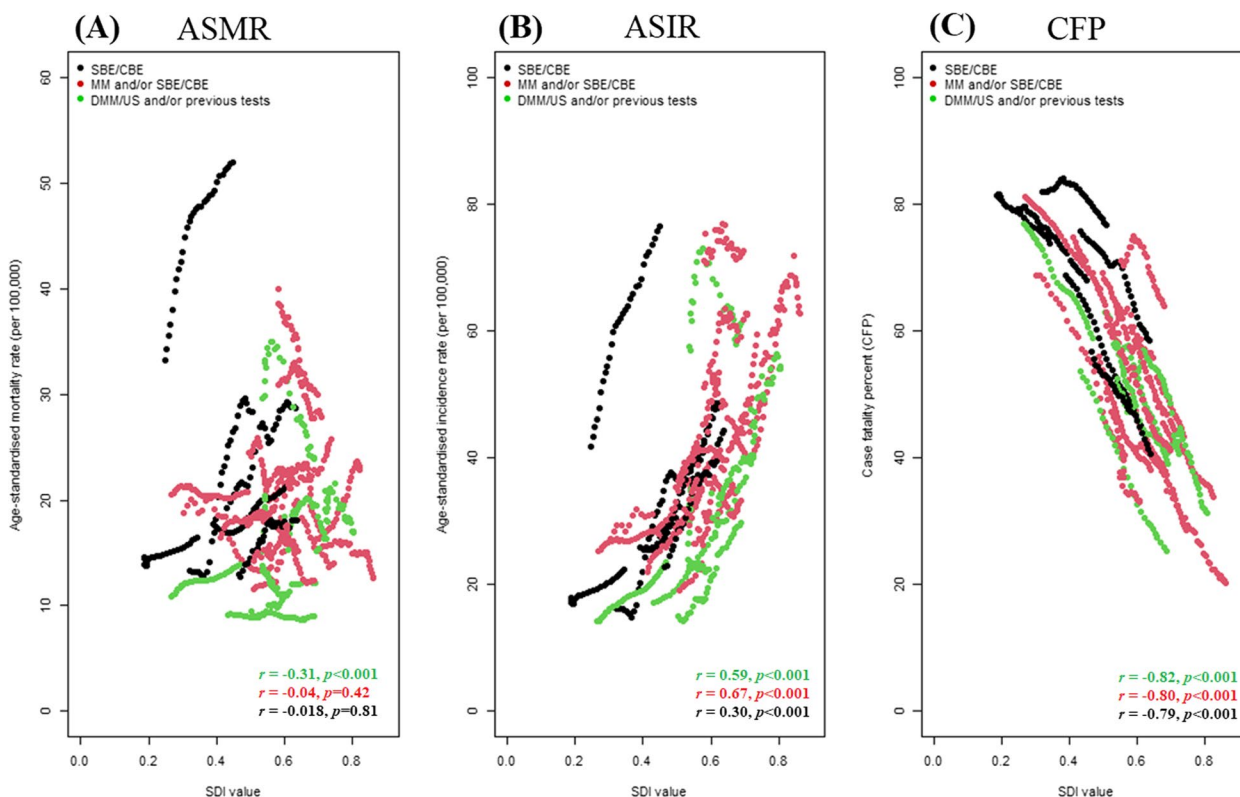 (A) ASMR
Age-standardised mortality rate (per 100,000)
60
50
40
30
20
10
0
SBE/CBE
MM and/or SBE/CBE
DMM/US and/or previous tests
r = -0.31, p<0.001
r = -0.04, p=0.42
r = -0.018, p=0.81
0.0 0.2 0.4 0.6 0.8
SDI value
(B) ASIR
Age-standardised incidence rate (per 100,000)
100
80
60
40
20
0
SBE/CBE
MM and/or SBE/CBE
DMM/US and/or previous tests
r = 0.59, p<0.001
r = 0.67, p<0.001
r = 0.30, p<0.001
0.0 0.2 0.4 0.6 0.8
SDI value
(C) CFP
Case fatality percent (CFP)
100
80
60
40
20
0
SBE/CBE
MM and/or SBE/CBE
DMM/US and/or previous tests
r = -0.82, p<0.001
r = -0.80, p<0.001
r = -0.79, p<0.001
0.0 0.2 0.4 0.6 0.8
SDI value